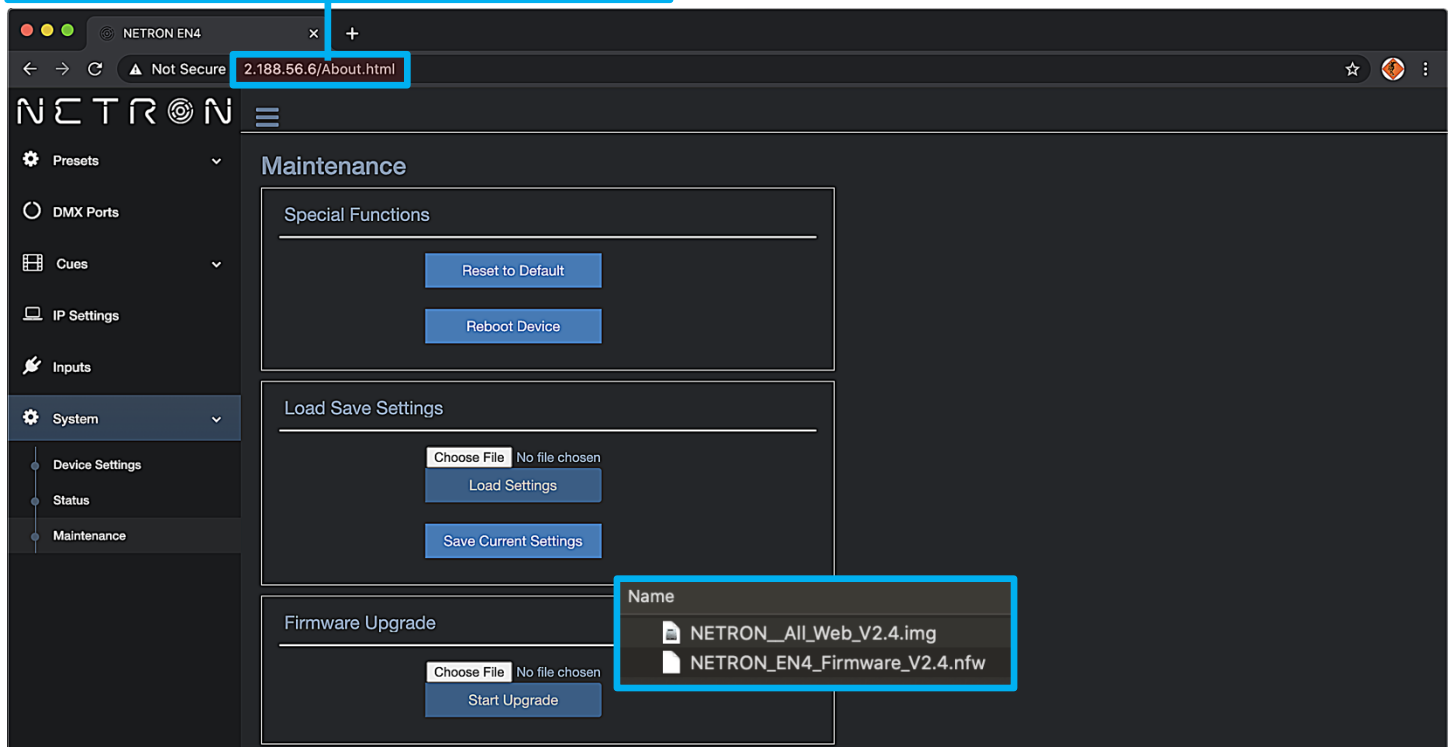 NETRON EN4
Not Secure 2.188.56.6/About.html
NETRON
Presets
DMX Ports
Cues
IP Settings
Inputs
System
Device Settings
Status
Maintenance
Maintenance
Special Functions
Reset to Default
Reboot Device
Load Save Settings
Choose File No file chosen
Load Settings
Save Current Settings
Firmware Upgrade
Choose File No file chosen
Start Upgrade
Name
NETRON__All_Web_V2.4.img
NETRON_EN4_Firmware_V2.4.nfw